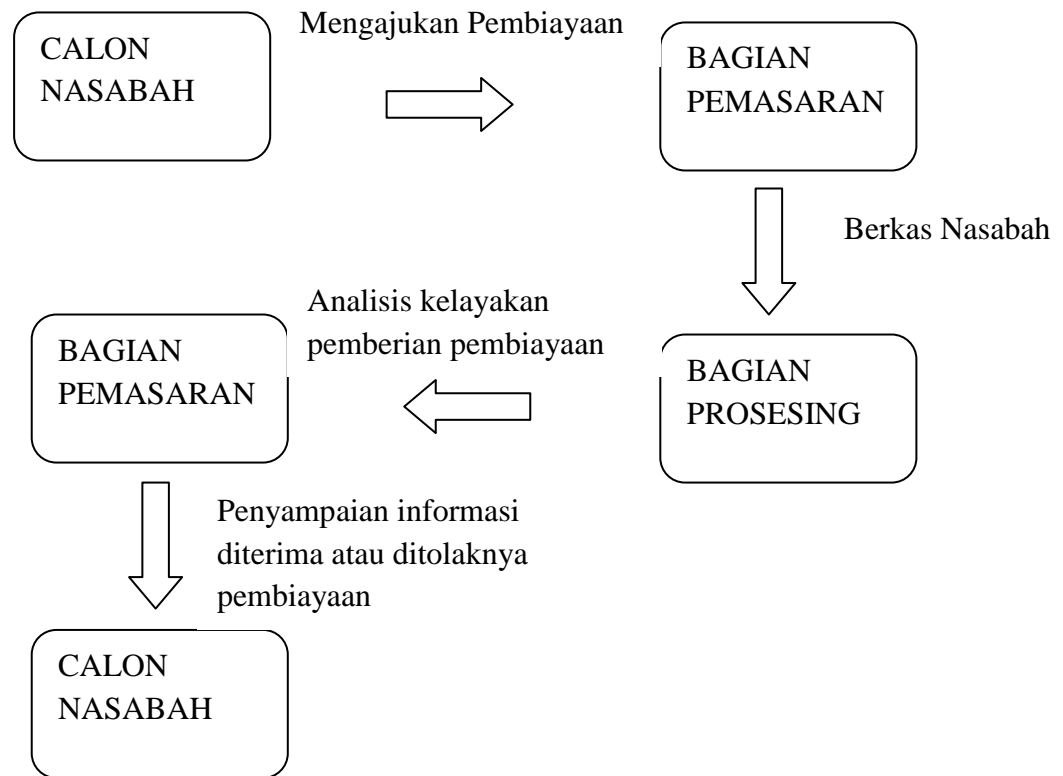 CALON
NASABAH
Mengajukan Pembiayaan
BAGIAN
PEMASARAN
Berkas Nasabah
BAGIAN
PROSESING
Analisis kelayakan
pemberian pembiayaan
BAGIAN
PEMASARAN
Penyampaian informasi
diterima atau ditolaknya
pembiayaan
CALON
NASABAH